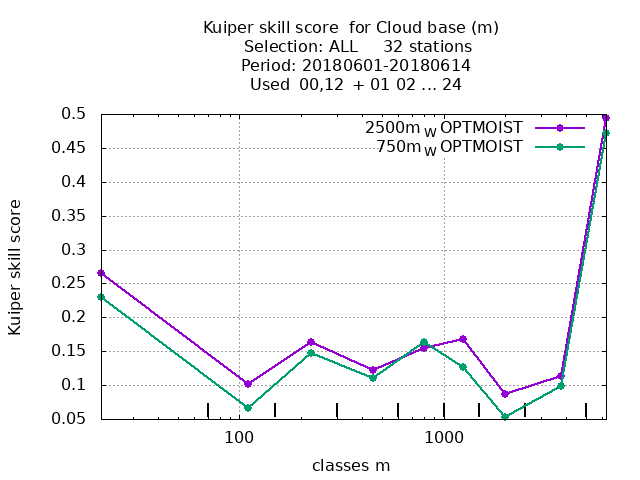 Kuiper skill score  for Cloud base (m)
Selection: ALL     32 stations
Period: 20180601-20180614
Used  00,12  + 01 02 ... 24
0.5
0.45
0.4
0.35
0.3
0.25
0.2
0.15
0.1
0.05
Kuiper skill score
2500m_W OPTMOIST
750m_W OPTMOIST
100
1000
classes m